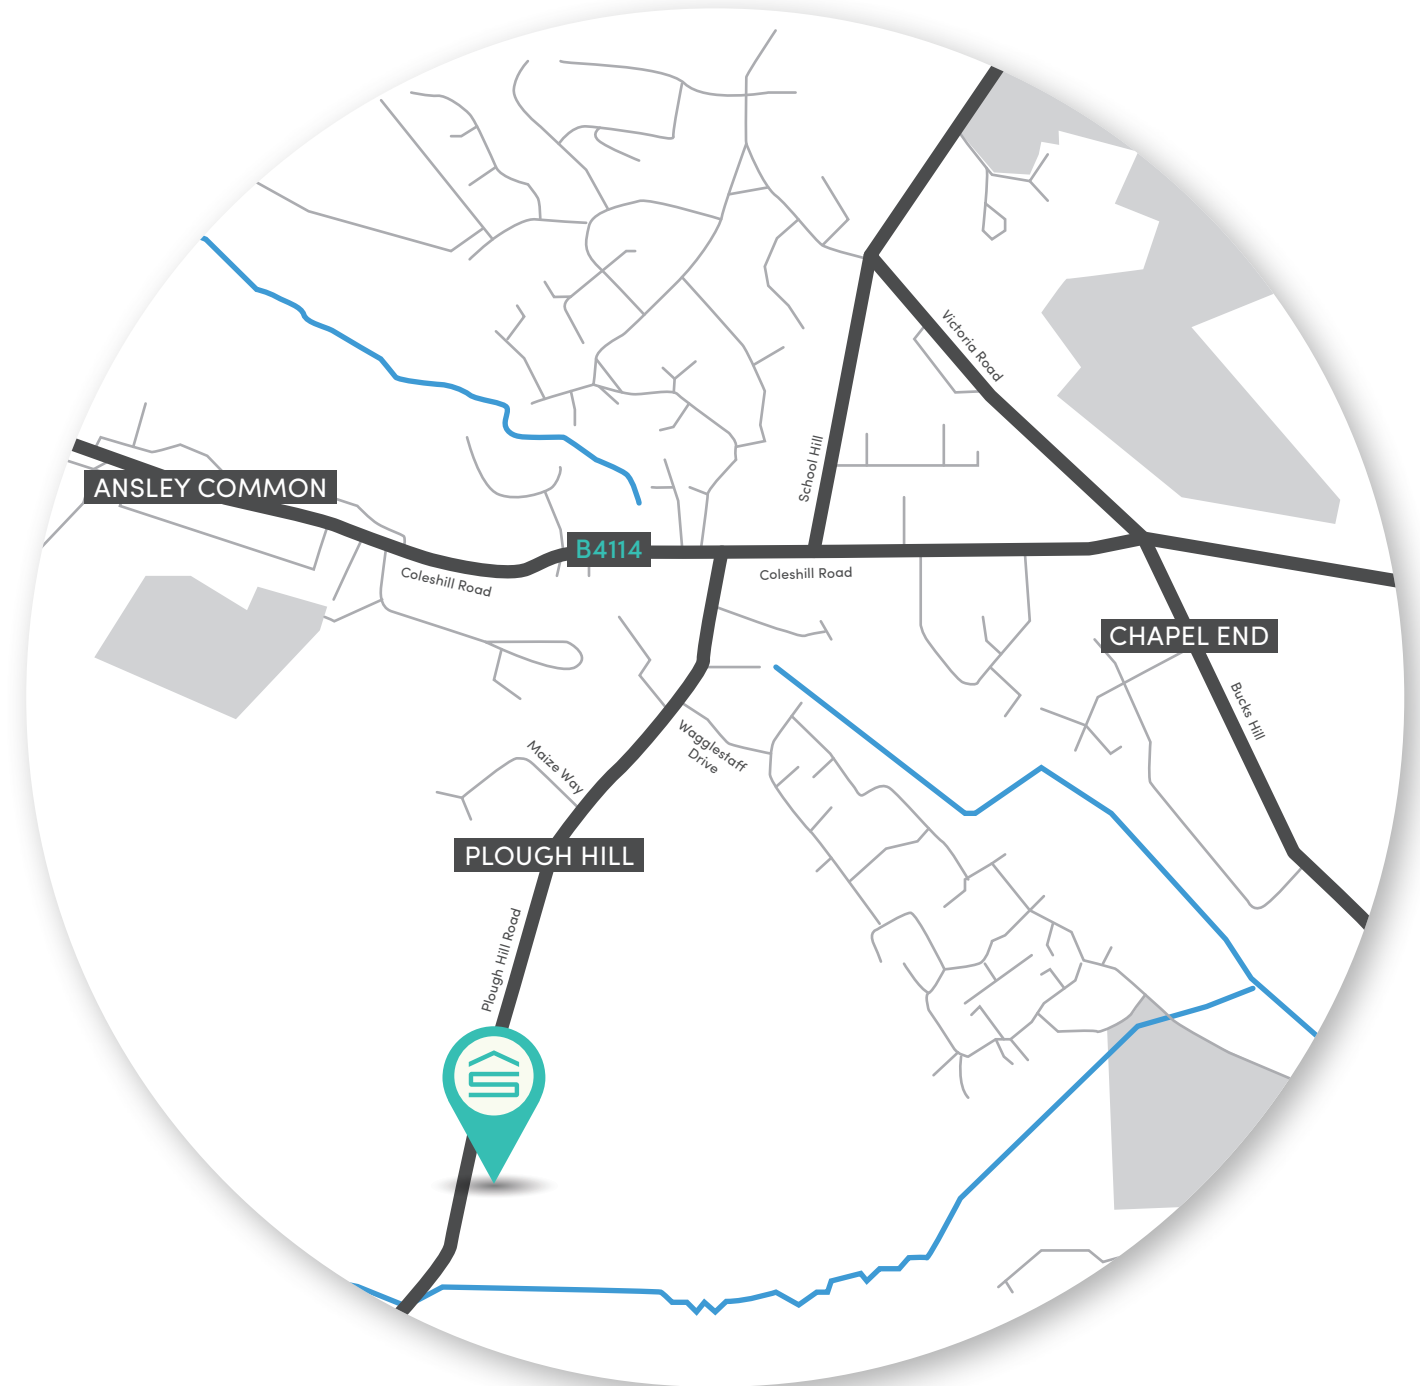 Victoria Road
School Hill
ANSLEY COMMON
B4114
Coleshill Road
Coleshill Road
CHAPEL END
Bucks Hill
Wagglestaff
Drive
Maize Way
PLOUGH HILL
Plough Hill Road